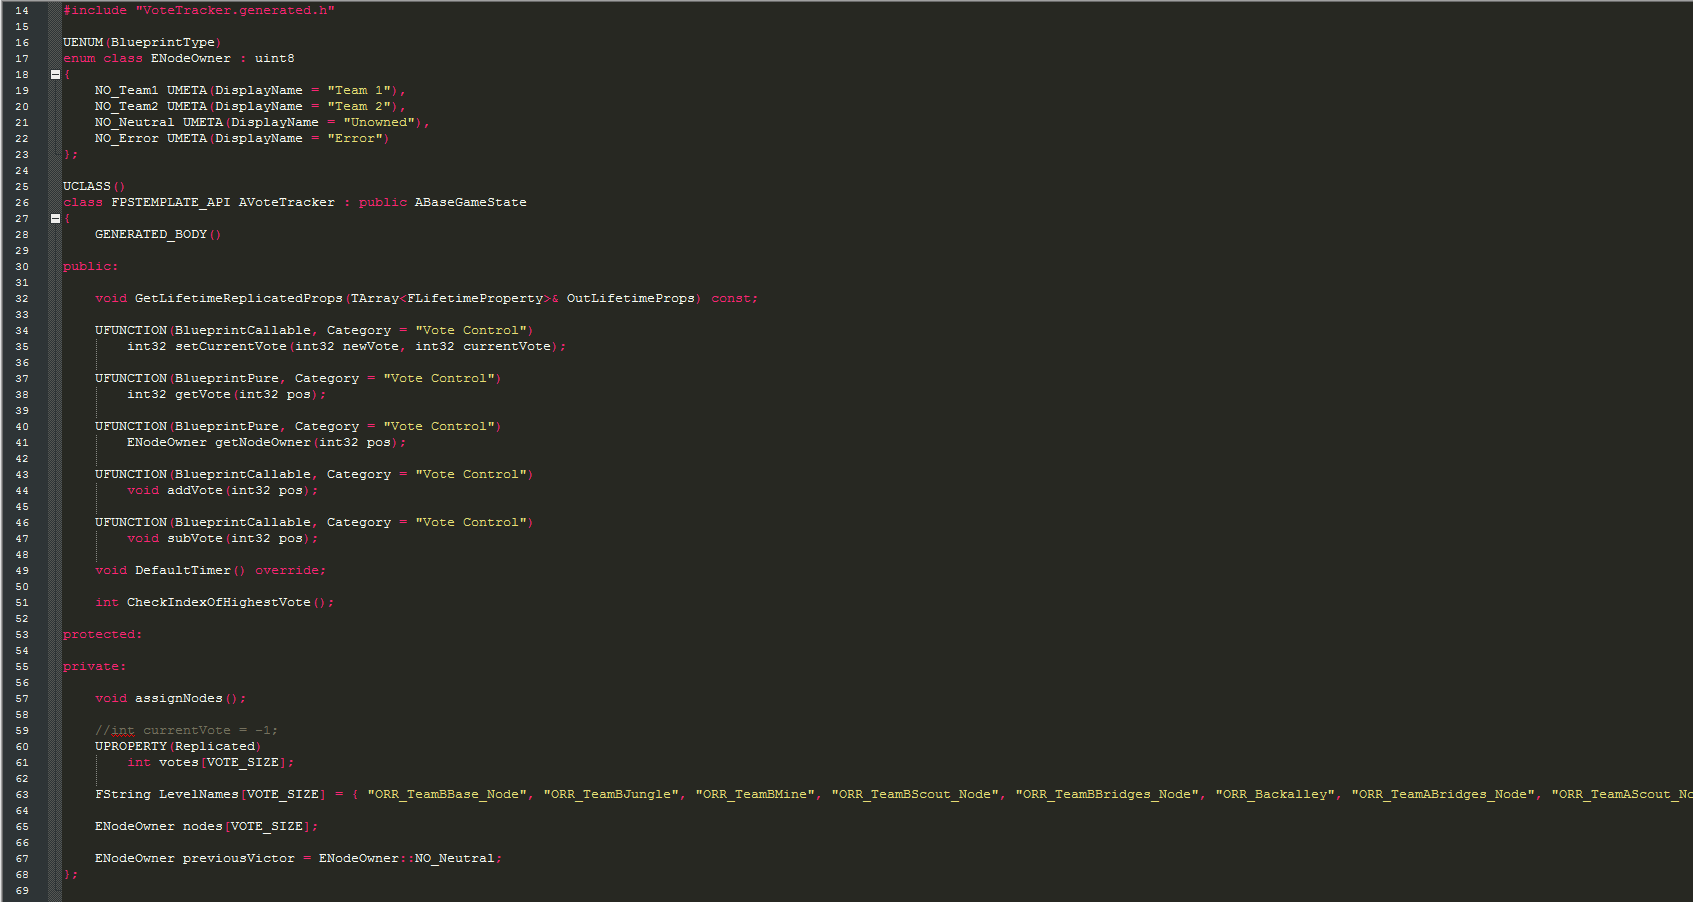 14 #include "VoteTracker.generated.h"
15
16 UENUM(BlueprintType)
17 enum class ENodeOwner : uint8
18 {
19 NO_Team1 UMETA(DisplayName = "Team 1"),
20 NO_Team2 UMETA(DisplayName = "Team 2"),
21 NO_Neutral UMETA(DisplayName = "Unowned"),
22 NO_Error UMETA(DisplayName = "Error")
23 };
24
25 UCLASS()
26 class FPSTEMPLATE_API AVoteTracker : public ABaseGameState
27 {
28 GENERATED_BODY()
29
30 public:
31
32 void GetLifetimeReplicatedProps(TArray<FLifetimeProperty>& OutLifetimeProps) const;
33
34 UFUNCTION(BlueprintCallable, Category = "Vote Control")
35 int32 setCurrentVote(int32 newVote, int32 currentVote);
36
37 UFUNCTION(BlueprintPure, Category = "Vote Control")
38 int32 getVote(int32 pos);
39
40 UFUNCTION(BlueprintPure, Category = "Vote Control")
41 ENodeOwner getNodeOwner(int32 pos);
42
43 UFUNCTION(BlueprintCallable, Category = "Vote Control")
44 void addVote(int32 pos);
45
46 UFUNCTION(BlueprintCallable, Category = "Vote Control")
47 void subVote(int32 pos);
48
49 void DefaultTimer() override;
50
51 int CheckIndexOfHighestVote();
52
53 protected:
54
55 private:
56
57 void assignNodes();
58
59 //int currentVote = -1;
60 UPROPERTY(Replicated)
61 int votes[VOTE_SIZE];
62
63 FString LevelNames[VOTE_SIZE] = { "ORR_TeamBBase_Node", "ORR_TeamBJungle", "ORR_TeamBMine", "ORR_TeamBScout_Node", "ORR_TeamBBridges_Node", "ORR_Backalley", "ORR_TeamABridges_Node", "ORR_TeamAScout_No
64
65 ENodeOwner nodes[VOTE_SIZE];
66
67 ENodeOwner previousVictor = ENodeOwner::NO_Neutral;
68 };
69